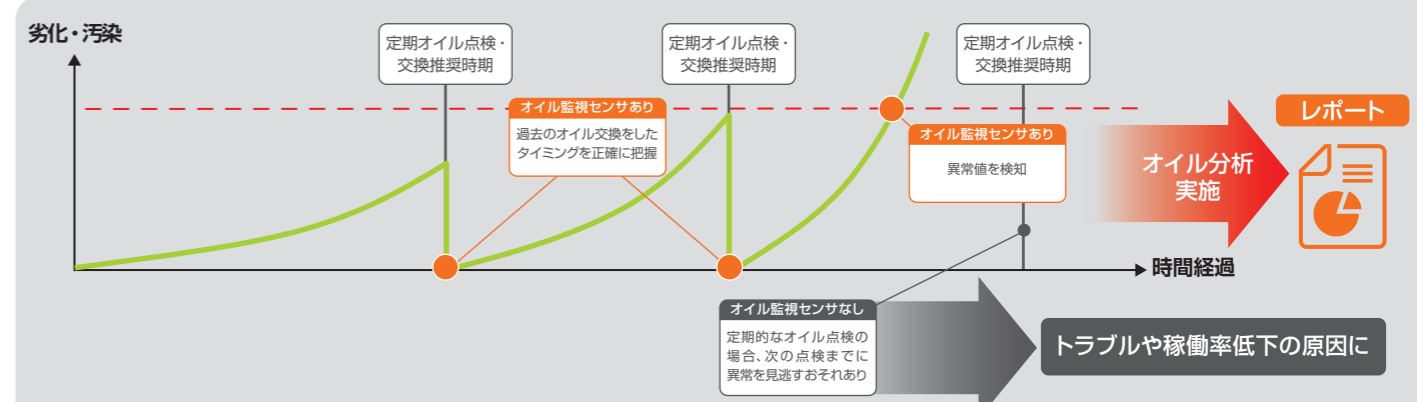 劣化・汚染
定期オイル点検・
交換推奨時期
定期オイル点検・
交換推奨時期
定期オイル点検・
交換推奨時期
オイル監視センサあり
過去のオイル交換をした
タイミングを正確に把握
オイル監視センサあり
異常値を検知
オイル分析
実施
レポート
時間経過
オイル監視センサなし
定期的なオイル点検の
場合、次の点検までに
異常を見逃すおそれあり
トラブルや稼働率低下の原因に